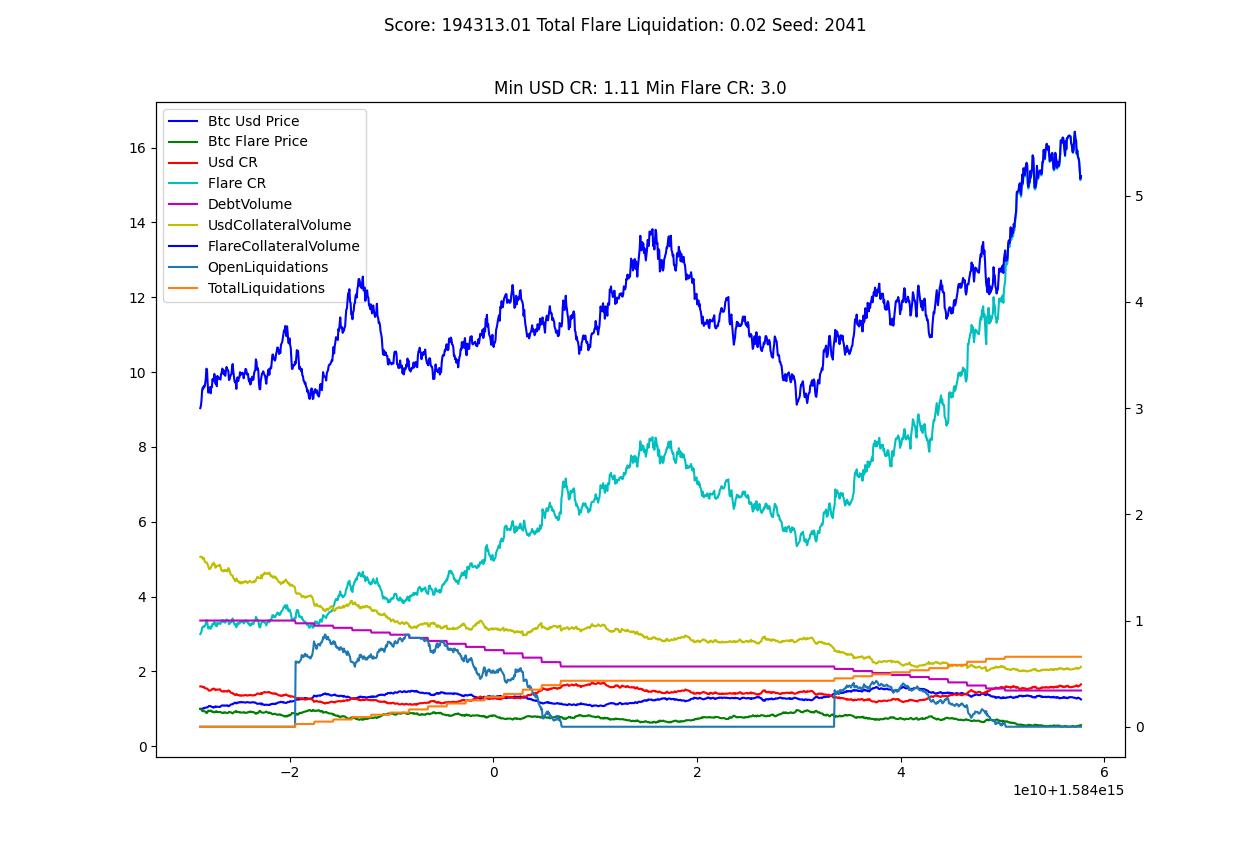 Score: 194313.01 Total Flare Liquidation: 0.02 Seed: 2041
Min USD CR: 1.11 Min Flare CR: 3.0
Btc Usd Price
Btc Flare Price
Usd CR
Flare CR
DebtVolume
UsdCollateralVolume
FlareCollateralVolume
OpenLiquidations
TotalLiquidations
16
14
12
10
8
6
4
2
0
5
4
3
2
1
0
−2 0 2 4 6
1e10+1.584e15